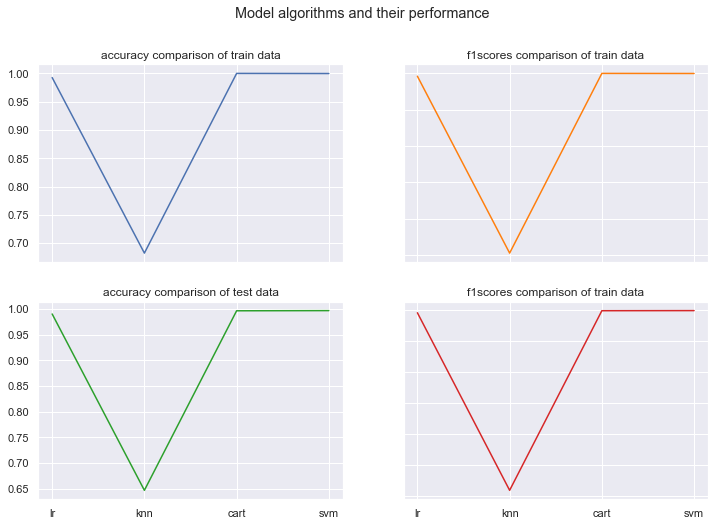 Model algorithms and their performance
accuracy comparison of train data
f1scores comparison of train data
1.00
0.95
0.90
0.85
0.80
0.75
0.70
accuracy comparison of test data
f1scores comparison of train data
1.00
0.95
0.90
0.85
0.80
0.75
0.70
0.65
lr knn cart svm
lr knn cart svm